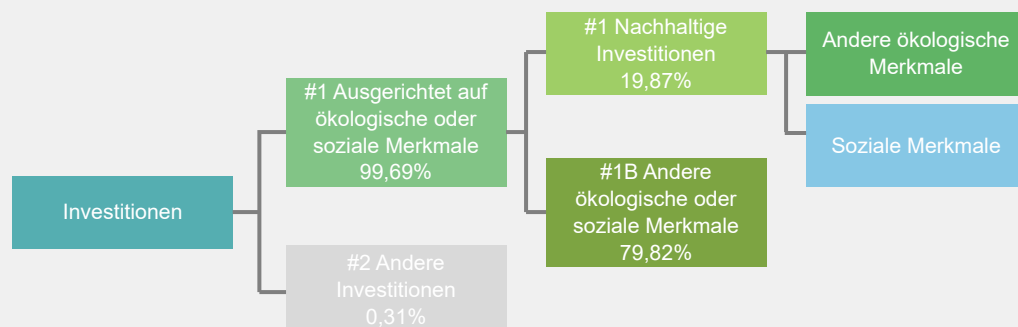 Investitionen
#1 Ausgerichtet auf
ökologische oder
soziale Merkmale
99,69%
#2 Andere
Investitionen
0,31%
#1 Nachhaltige
Investitionen
19,87%
#1B Andere
ökologische oder
soziale Merkmale
79,82%
Andere ökologische
Merkmale
Soziale Merkmale